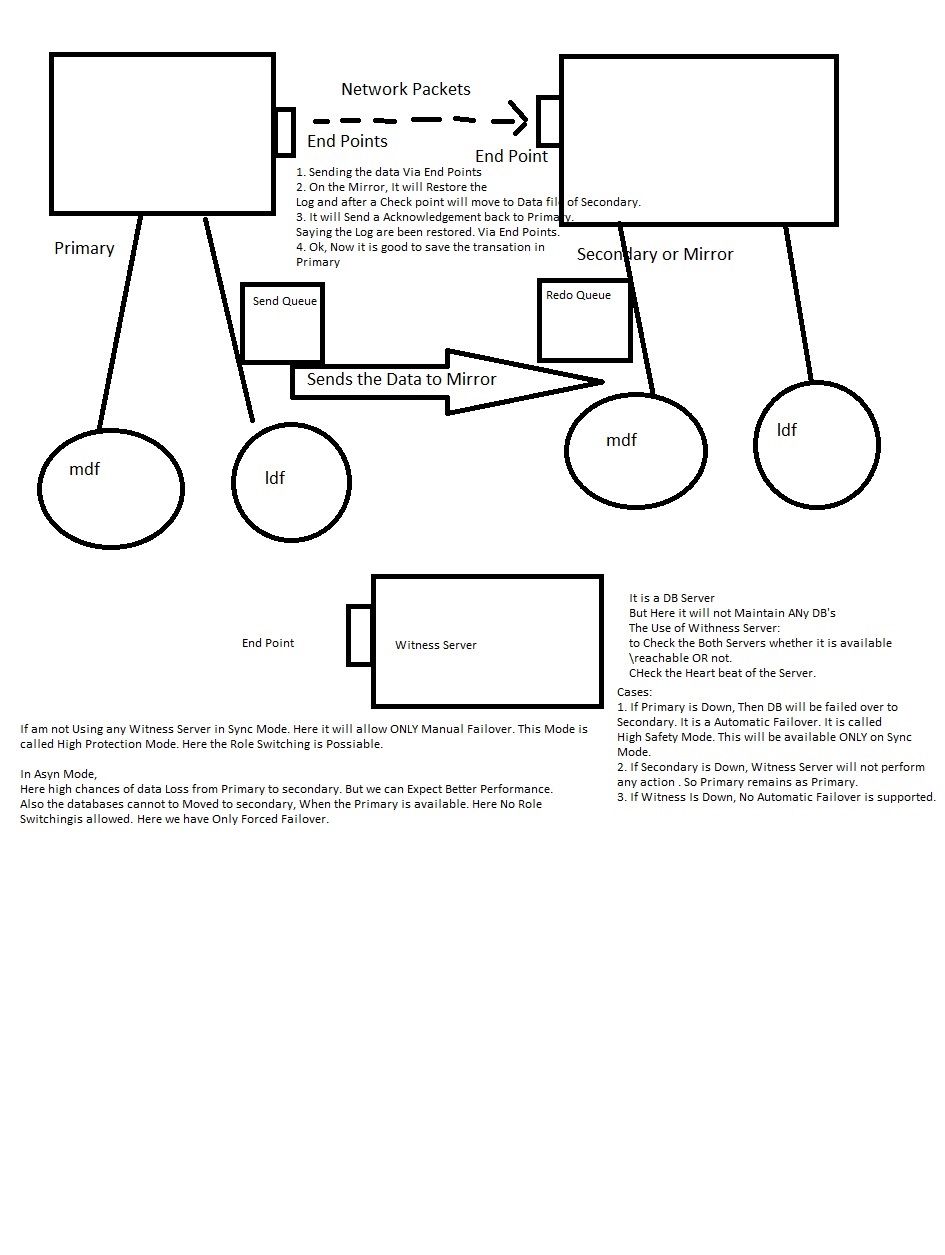 Network Packets
End Points
End Point
1. Sending the data Via End Points
2. On the Mirror, It will Restore the
Log and after a Check point will move to Data file of Secondary.
3. It will Send a Acknowledgement back to Primary.
Saying the Log are been restored. Via End Points.
4. Ok, Now it is good to save the transation in
Primary
Primary
Secondary or Mirror
Send Queue
Redo Queue
Sends the Data to Mirror
mdf
ldf
mdf
ldf
End Point
Witness Server
It is a DB Server
But Here it will not Maintain ANy DB's
The Use of Withness Server:
to Check the Both Servers whether it is available
\reachable OR not.
CHeck the Heart beat of the Server.
Cases:
1. If Primary is Down, Then DB will be failed over to
Secondary. It is a Automatic Failover. It is called
High Safety Mode. This will be available ONLY on Sync
Mode.
2. If Secondary is Down, Witness Server will not perform
any action . So Primary remains as Primary.
3. If Witness Is Down, No Automatic Failover is supported.
If am not Using any Witness Server in Sync Mode. Here it will allow ONLY Manual Failover. This Mode is
called High Protection Mode. Here the Role Switching is Possiable.
In Asyn Mode,
Here high chances of data Loss from Primary to secondary. But we can Expect Better Performance.
Also the databases cannot to Moved to secondary, When the Primary is available. Here No Role
Switchingis allowed. Here we have Only Forced Failover.